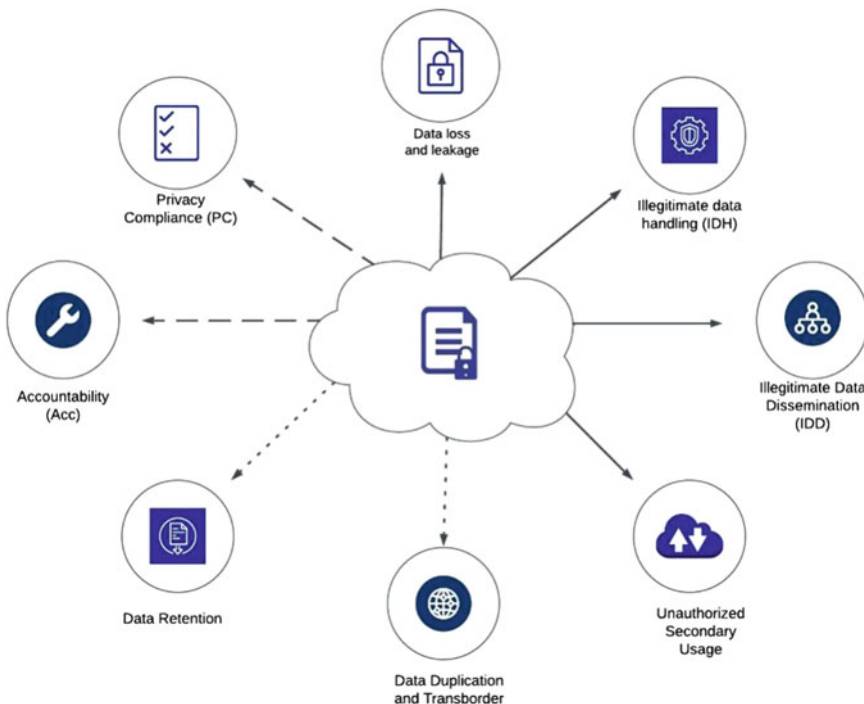 Data loss
and leakage
Privacy
Compliance (PC)
Illegitimate data
handling (IDH)
Accountability
(Acc)
Illegitimate Data
Dissemination
(IDD)
Data Retention
Unauthorized
Secondary
Usage
Data Duplication
and Transborder